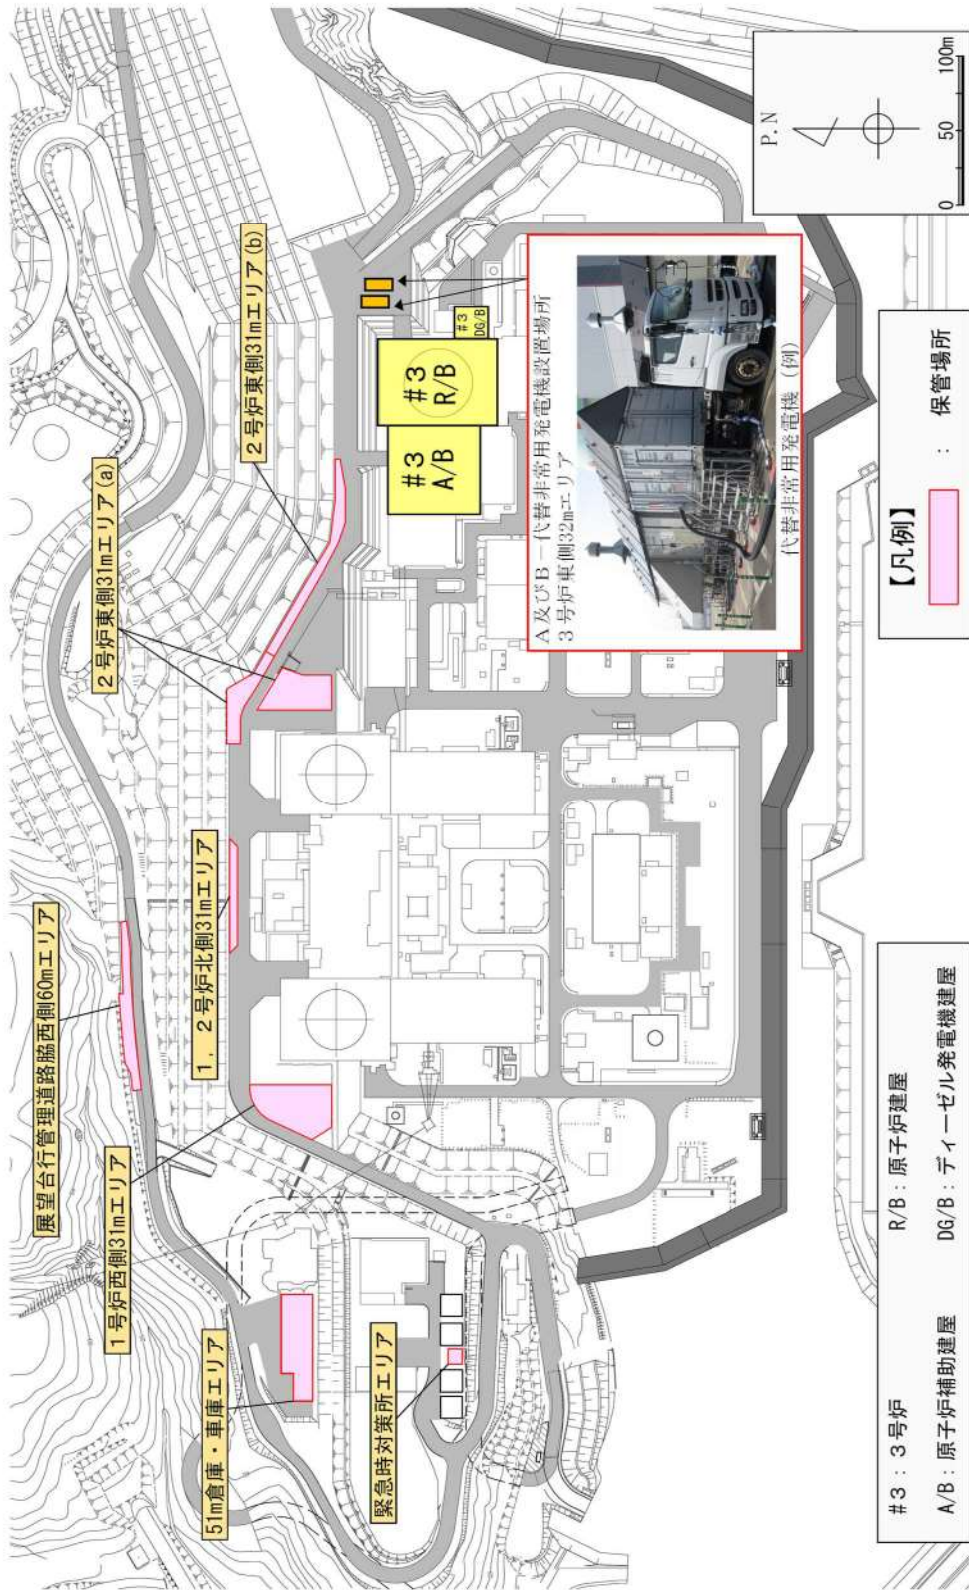 展望台行管理道路脇西側60mエリア
1号炉西側31mエリア
51m倉庫・車庫エリア
緊急時対策所エリア
1，2号炉北側31mエリア
2号炉東側31mエリア(a)
2号炉東側31mエリア(b)
#3
A/B
#3
R/B
#3
DG/B
A及びB－代替非常用発電機設置場所
3号炉東側32mエリア
代替非常用発電機（例）
P.N
0 50 100m
#3：3号炉 R/B：原子炉建屋
A/B：原子炉補助建屋 DG/B：ディーゼル発電機建屋
【凡例】
： 保管場所